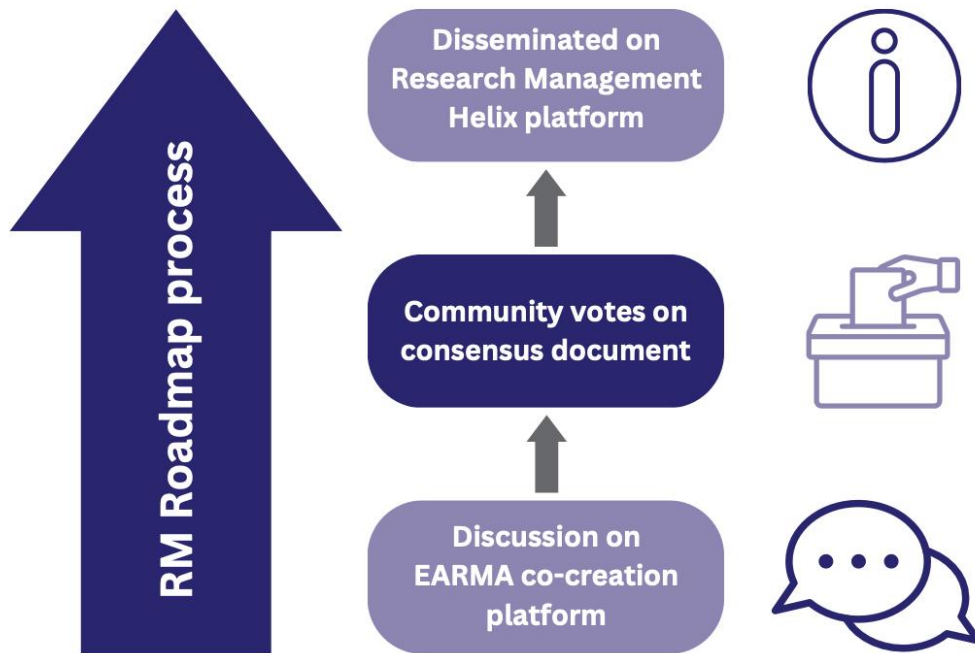 RM Roadmap process
Disseminated on
Research Management
Helix platform
Community votes on
consensus document
Discussion on
EARMA co-creation
platform